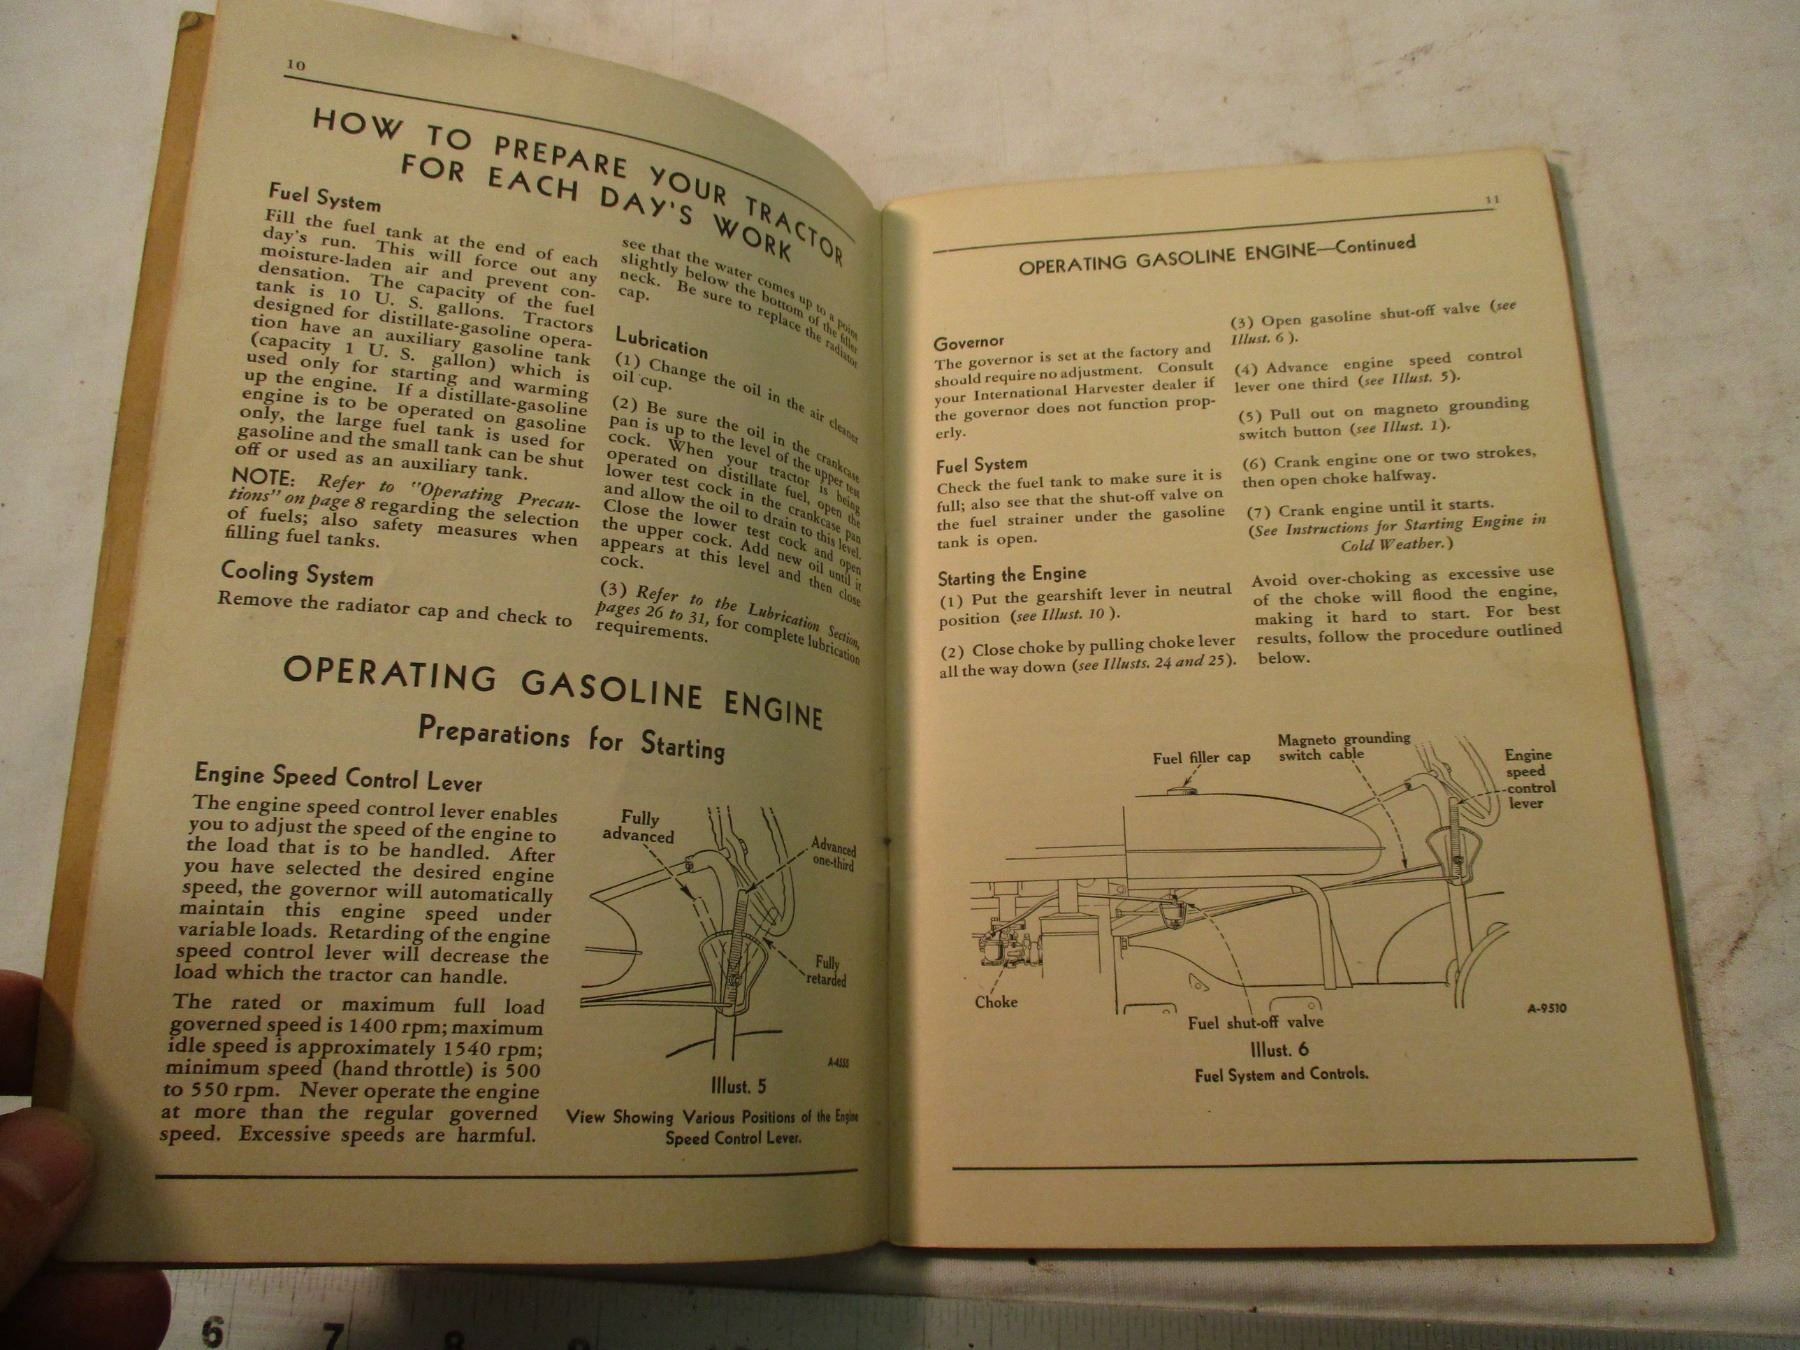 10
HOW TO PREPARE YOUR TRACTOR
FOR EACH DAY'S WORK
Fuel System
Fill the fuel tank at the end of each
day's run. This will force out any
moisture-laden air and prevent con-
densation. The capacity of the fuel
tank is 10 U. S. gallons. Tractors
designed for distillate-gasoline opera-
tion have an auxiliary gasoline tank
(capacity 1 U. S. gallon) which is
used only for starting and warming
up the engine. If a distillate-gasoline
engine is to be operated on gasoline
only, the large fuel tank is used for
gasoline and the small tank can be shut
off or used as an auxiliary tank.
NOTE: Refer to "Operating Precau-
tions" on page 8 regarding the selection
of fuels; also safety measures when
filling fuel tanks.
Cooling System
Remove the radiator cap and check to
see that the water comes up to a point
slightly below the bottom of the filler
neck. Be sure to replace the radiator
cap.
Lubrication
(1) Change the oil in the air cleaner
oil cup.
(2) Be sure the oil in the crankcase
pan is up to the level of the upper test
cock. When your tractor is being
operated on distillate fuel, open the
lower test cock in the crankcase pan
and allow the oil to drain to this level.
Close the lower test cock and open
the upper cock. Add new oil until it
appears at this level and then close
cock.
(3) Refer to the Lubrication Section,
pages 26 to 31, for complete lubrication
requirements.
OPERATING GASOLINE ENGINE
Preparations for Starting
Engine Speed Control Lever
The engine speed control lever enables
you to adjust the speed of the engine to
the load that is to be handled. After
you have selected the desired engine
speed, the governor will automatically
maintain this engine speed under
variable loads. Retarding of the engine
speed control lever will decrease the
load which the tractor can handle.
The rated or maximum full load
governed speed is 1400 rpm; maximum
idle speed is approximately 1540 rpm;
minimum speed (hand throttle) is 500
to 550 rpm. Never operate the engine
at more than the regular governed
speed. Excessive speeds are harmful.
Fully
advanced
Advanced
one-third
Fully
retarded
A-4555
Illust. 5
View Showing Various Positions of the Engine
Speed Control Lever.
11
OPERATING GASOLINE ENGINE—Continued
Governor
The governor is set at the factory and
should require no adjustment. Consult
your International Harvester dealer if
the governor does not function prop-
erly.
Fuel System
Check the fuel tank to make sure it is
full; also see that the shut-off valve on
the fuel strainer under the gasoline
tank is open.
Starting the Engine
(1) Put the gearshift lever in neutral
position (see Illust. 10 ).
(2) Close choke by pulling choke lever
all the way down (see Illusts. 24 and 25).
(3) Open gasoline shut-off valve (see
Illust. 6 ).
(4) Advance engine speed control
lever one third (see Illust. 5).
(5) Pull out on magneto grounding
switch button (see Illust. 1).
(6) Crank engine one or two strokes,
then open choke halfway.
(7) Crank engine until it starts.
(See Instructions for Starting Engine in
Cold Weather.)
Avoid over-choking as excessive use
of the choke will flood the engine,
making it hard to start. For best
results, follow the procedure outlined
below.
Fuel filler cap
Magneto grounding
switch cable
Engine
speed
control
lever
Choke
Fuel shut-off valve
A-9510
Illust. 6
Fuel System and Controls.
6 7 8 9